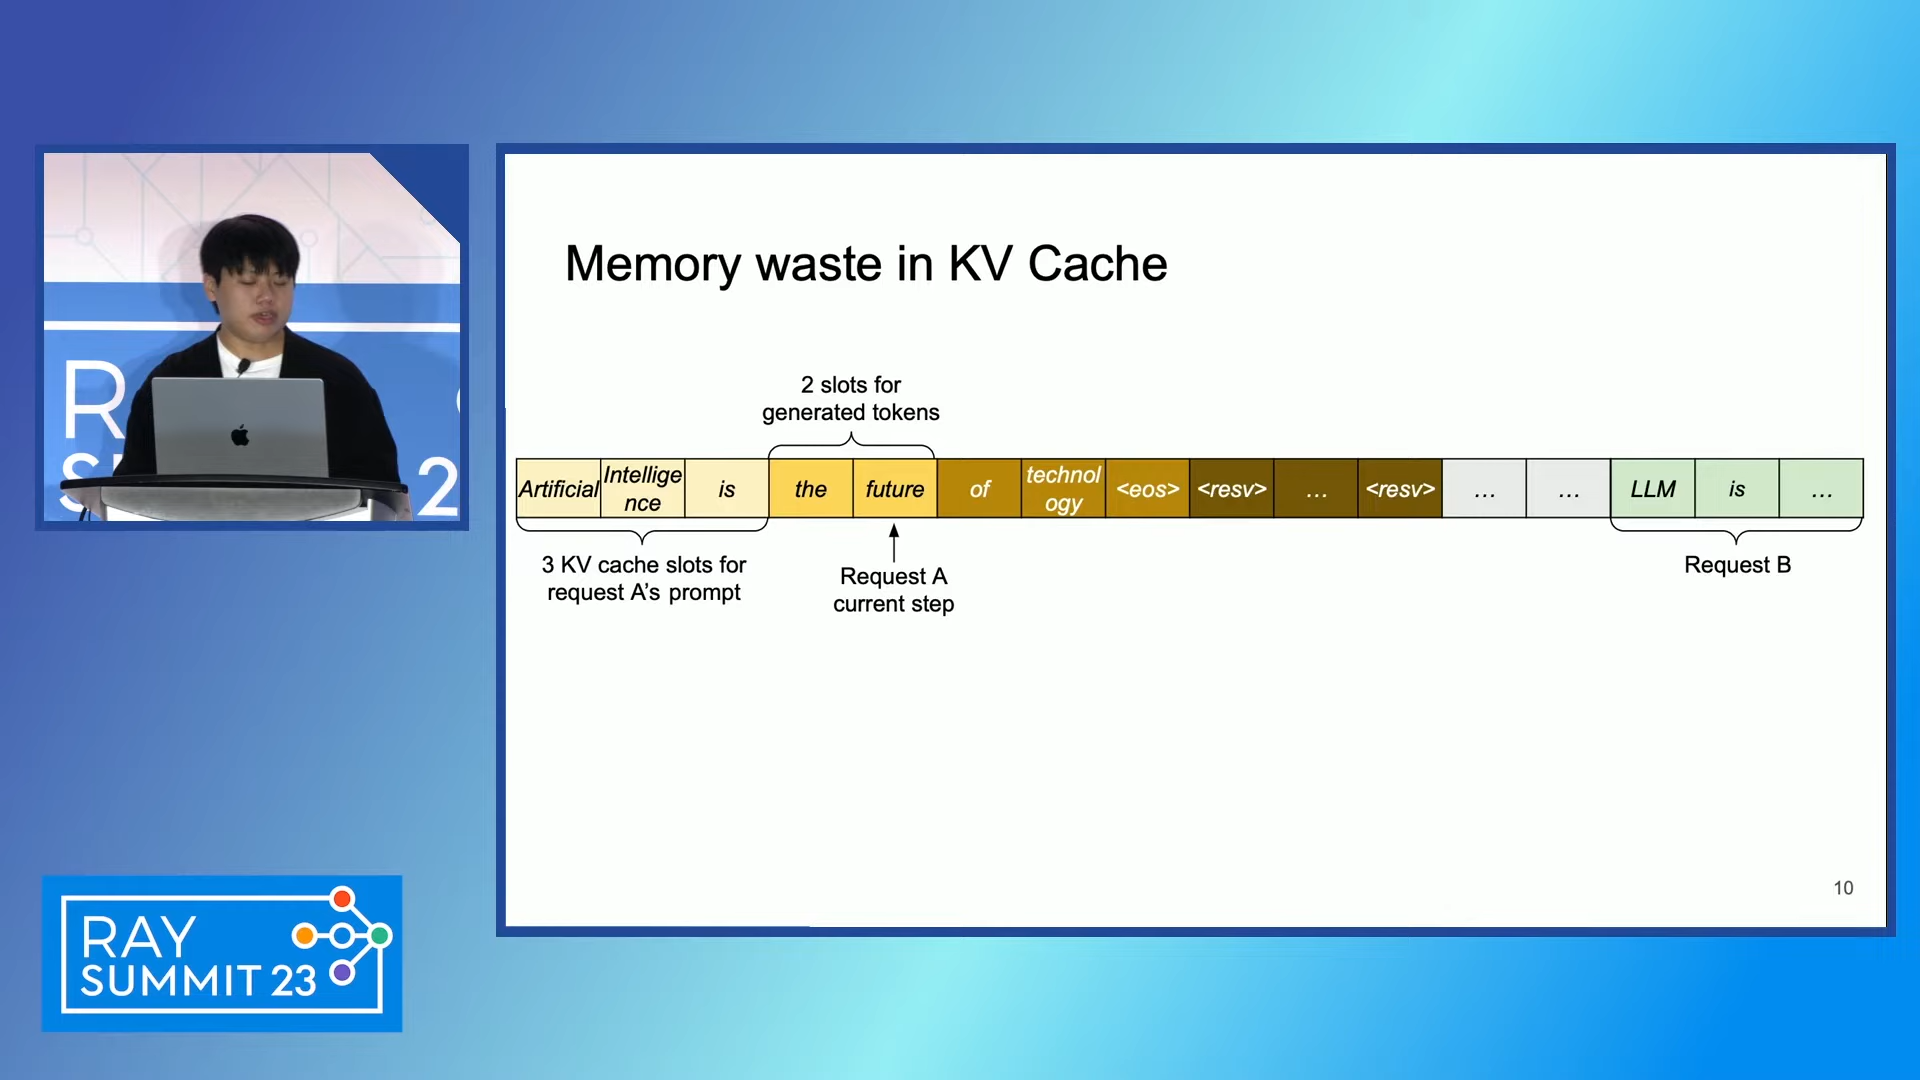 Memory waste in KV Cache
2 slots for
generated tokens
Artificial
Intellige
nce
is
the
future
of
technol
ogy
<eos>
<resv>
...
<resv>
...
...
LLM
is
...
3 KV cache slots for
request A's prompt
Request A
current step
Request B
10
R
2
RAY
SUMMIT 23